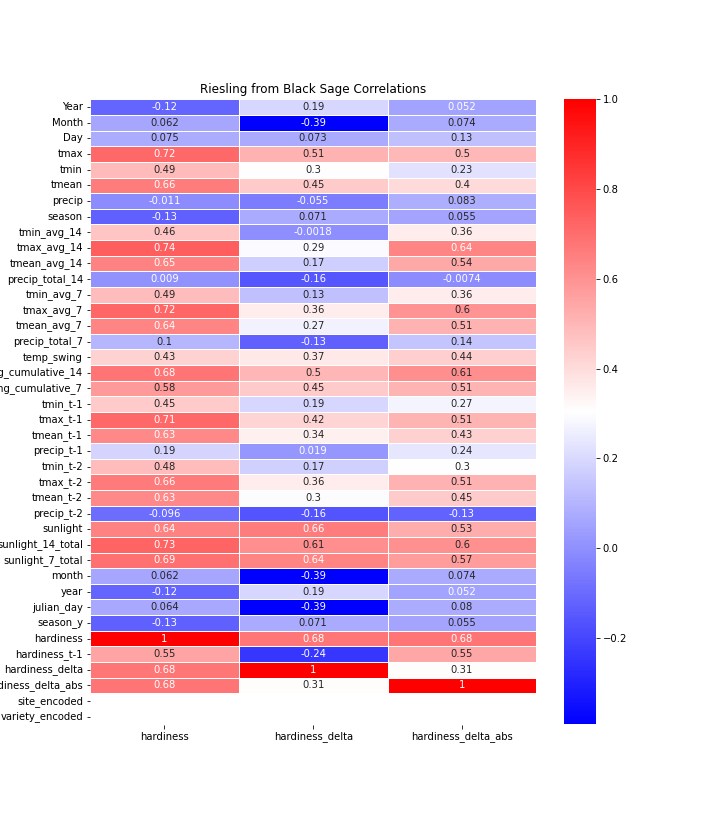 Riesling from Black Sage Correlations
Year -0.12 0.19 0.052
Month 0.062 -0.39 0.074
Day 0.075 0.073 0.13
tmax 0.72 0.51 0.5
tmin 0.49 0.3 0.23
tmean 0.66 0.45 0.4
precip -0.011 -0.055 0.083
season -0.13 0.071 0.055
tmin_avg_14 0.46 -0.0018 0.36
tmax_avg_14 0.74 0.29 0.64
tmean_avg_14 0.65 0.17 0.54
precip_total_14 0.009 -0.16 -0.0074
tmin_avg_7 0.49 0.13 0.36
tmax_avg_7 0.72 0.36 0.6
tmean_avg_7 0.64 0.27 0.51
precip_total_7 0.1 -0.13 0.14
temp_swing 0.43 0.37 0.44
g_cumulative_14 0.68 0.5 0.61
ng_cumulative_7 0.58 0.45 0.51
tmin_t-1 0.45 0.19 0.27
tmax_t-1 0.71 0.42 0.51
tmean_t-1 0.63 0.34 0.43
precip_t-1 0.19 0.019 0.24
tmin_t-2 0.48 0.17 0.3
tmax_t-2 0.66 0.36 0.51
tmean_t-2 0.63 0.3 0.45
precip_t-2 -0.096 -0.16 -0.13
sunlight 0.64 0.66 0.53
sunlight_14_total 0.73 0.61 0.6
sunlight_7_total 0.69 0.64 0.57
month 0.062 -0.39 0.074
year -0.12 0.19 0.052
julian_day 0.064 -0.39 0.08
season_y -0.13 0.071 0.055
hardiness 1 0.68 0.68
hardiness_t-1 0.55 -0.24 0.55
hardiness_delta 0.68 1 0.31
diness_delta_abs 0.68 0.31 1
site_encoded
variety_encoded
hardiness hardiness_delta hardiness_delta_abs
1.0
0.8
0.6
0.4
0.2
0.0
−0.2